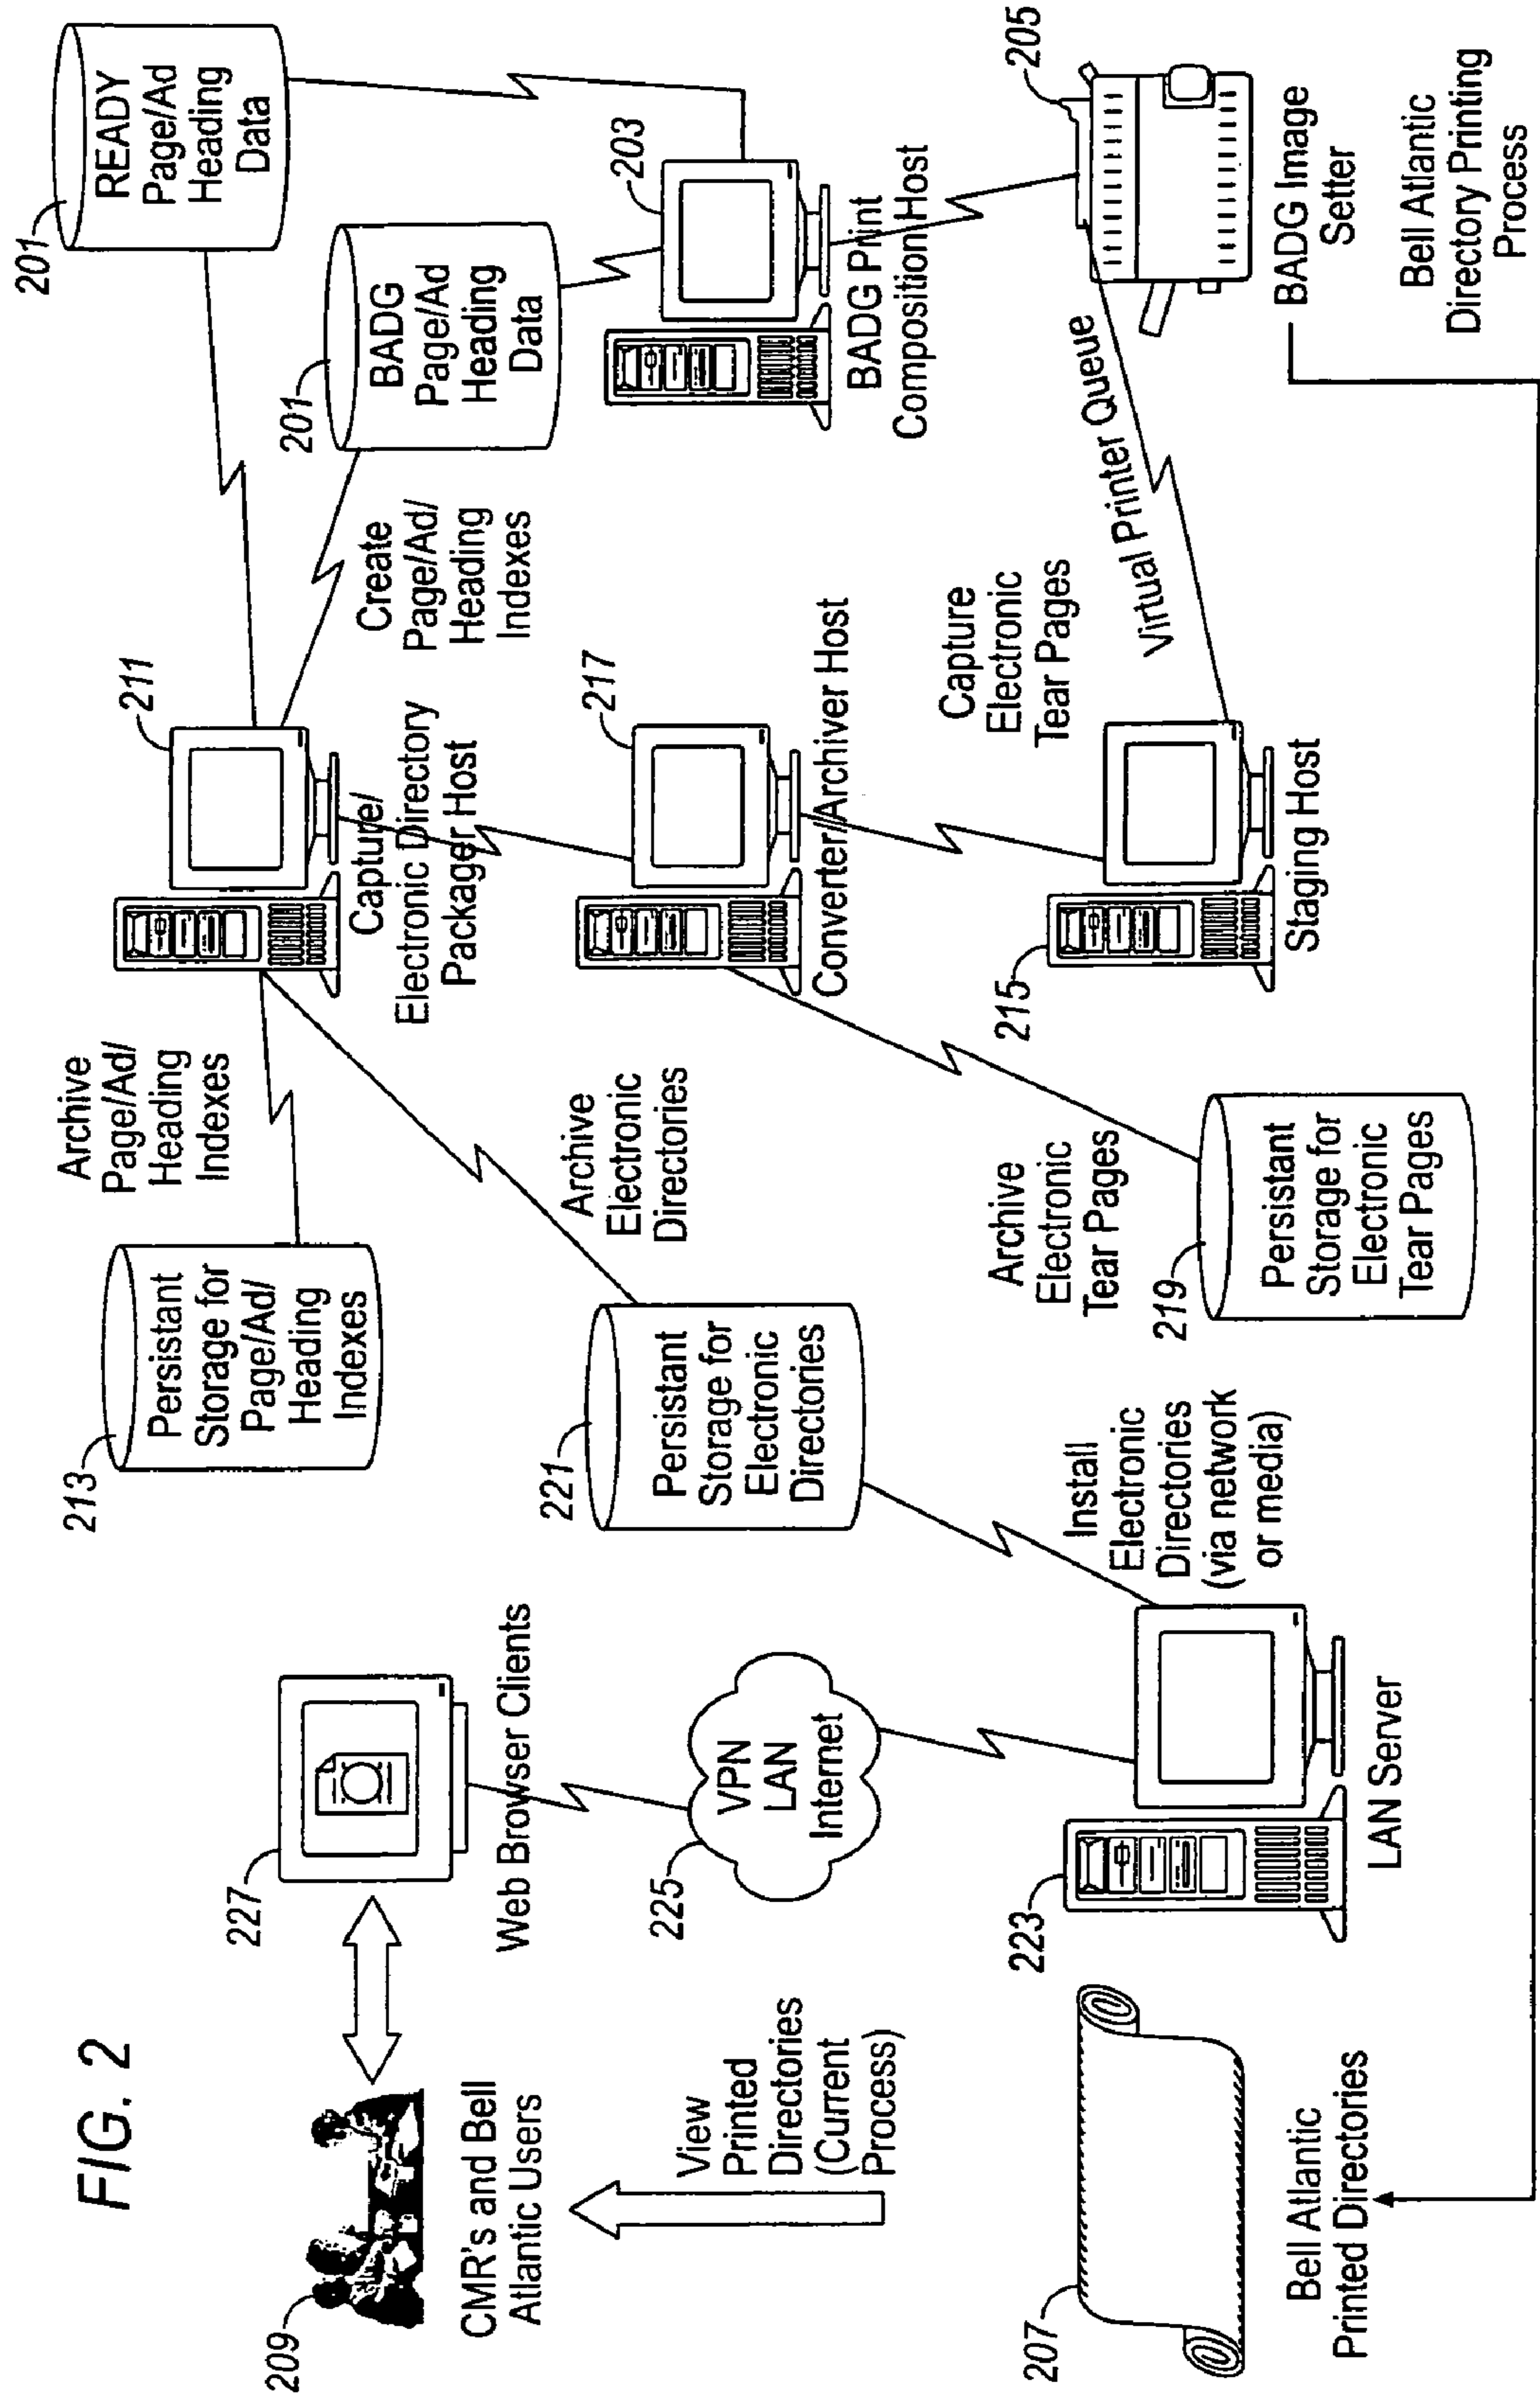 FIG. 2
209
CMR's and Bell
Atlantic Users
227
Web Browser Clients
View
Printed
Directories
(Current
Process)
207
Bell Atlantic
Printed Directories
225
VPN
LAN
Internet
223
LAN Server
Install
Electronic
Directories
(via network
or media)
213
Persistant
Storage for
Page/Ad/
Heading
Indexes
Archive
Page/Ad/
Heading
Indexes
221
Persistant
Storage for
Electronic
Directories
Archive
Electronic
Directories
219
Persistant
Storage for
Electronic
Tear Pages
Archive
Electronic
Tear Pages
211
Capture/
Electronic Directory
Packager Host
217
Converter/Archiver Host
215
Staging Host
Capture
Electronic
Tear Pages
Create
Page/Ad/
Heading
Indexes
Virtual Printer Queue
201
READY
Page/Ad
Heading
Data
201
BADG
Page/Ad
Heading
Data
203
BADG Print
Composition Host
205
BADG Image
Setter
Bell Atlantic
Directory Printing
Process